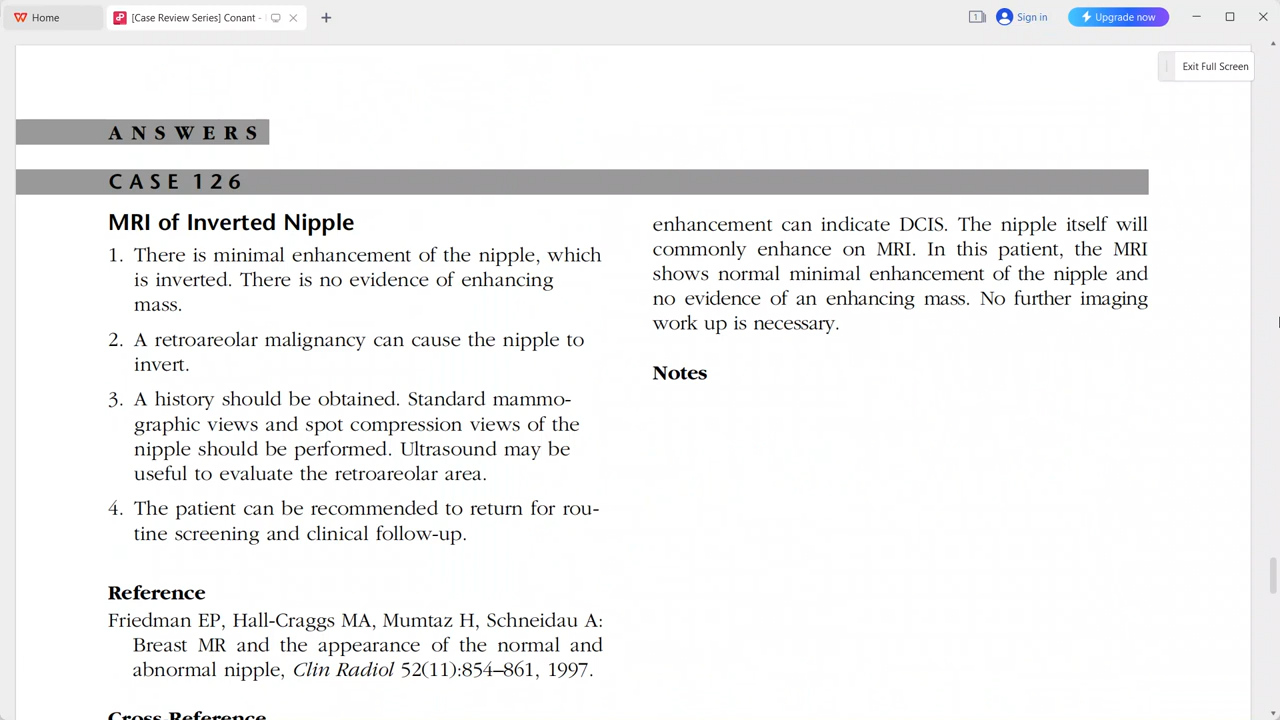 Home
[Case Review Series] Conant -
1
Sign in
Upgrade now
Exit Full Screen
ANSWERS
CASE 126
MRI of Inverted Nipple
1. There is minimal enhancement of the nipple, which
is inverted. There is no evidence of enhancing
mass.
2. A retroareolar malignancy can cause the nipple to
invert.
3. A history should be obtained. Standard mammo-
graphic views and spot compression views of the
nipple should be performed. Ultrasound may be
useful to evaluate the retroareolar area.
4. The patient can be recommended to return for rou-
tine screening and clinical follow-up.
Reference
Friedman EP, Hall-Craggs MA, Mumtaz H, Schneidau A:
Breast MR and the appearance of the normal and
abnormal nipple, Clin Radiol 52(11):854–861, 1997.
Cross-Reference
enhancement can indicate DCIS. The nipple itself will
commonly enhance on MRI. In this patient, the MRI
shows normal minimal enhancement of the nipple and
no evidence of an enhancing mass. No further imaging
work up is necessary.
Notes